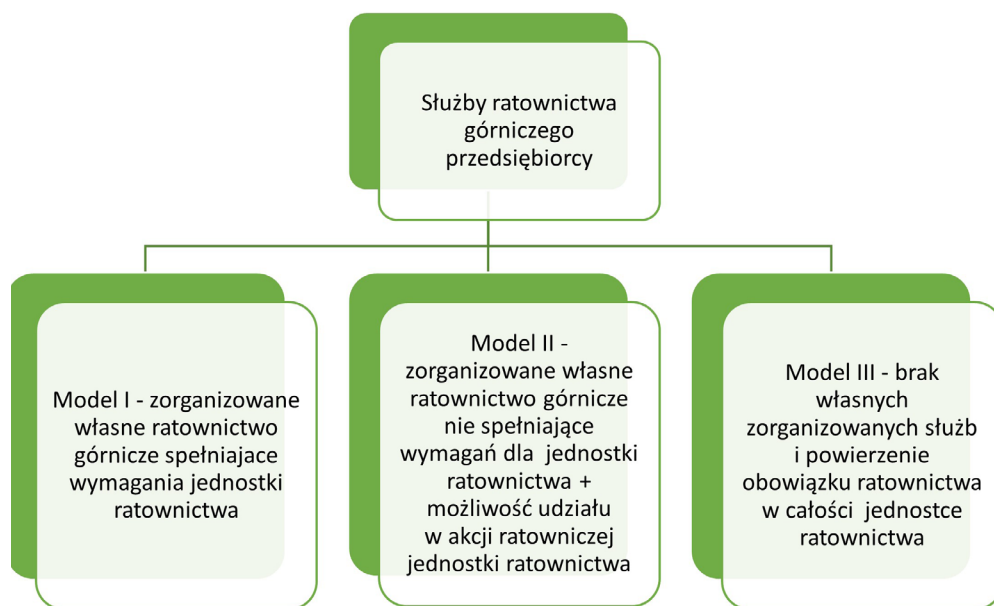 Służby ratownictwa
górniczego
przedsiębiorcy
Model I - zorganizowane
własne ratownictwo
górnicze spełniajace
wymagania jednostki
ratownictwa
Model II -
zorganizowane własne
ratownictwo górnicze
nie spełniające
wymagań dla jednostki
ratownictwa +
możliwość udziału
w akcji ratowniczej
jednostki ratownictwa
Model III - brak
własnych
zorganizowanych służb
i powierzenie
obowiązku ratownictwa
w całości jednostce
ratownictwa